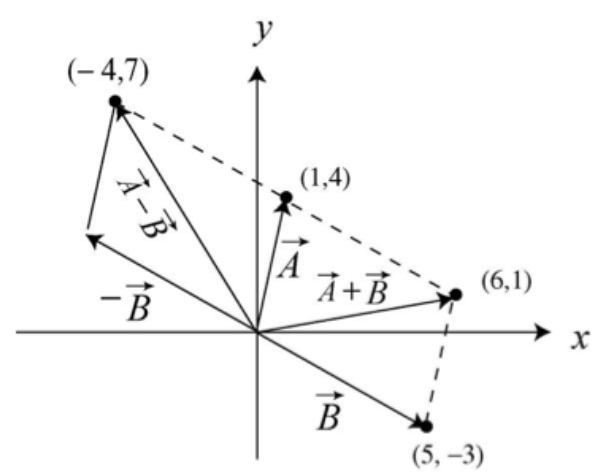 y
(– 4,7)
(1,4)
A⃗ – B⃗
A⃗
A⃗ + B⃗
(6,1)
– B⃗
x
B⃗
(5, –3)